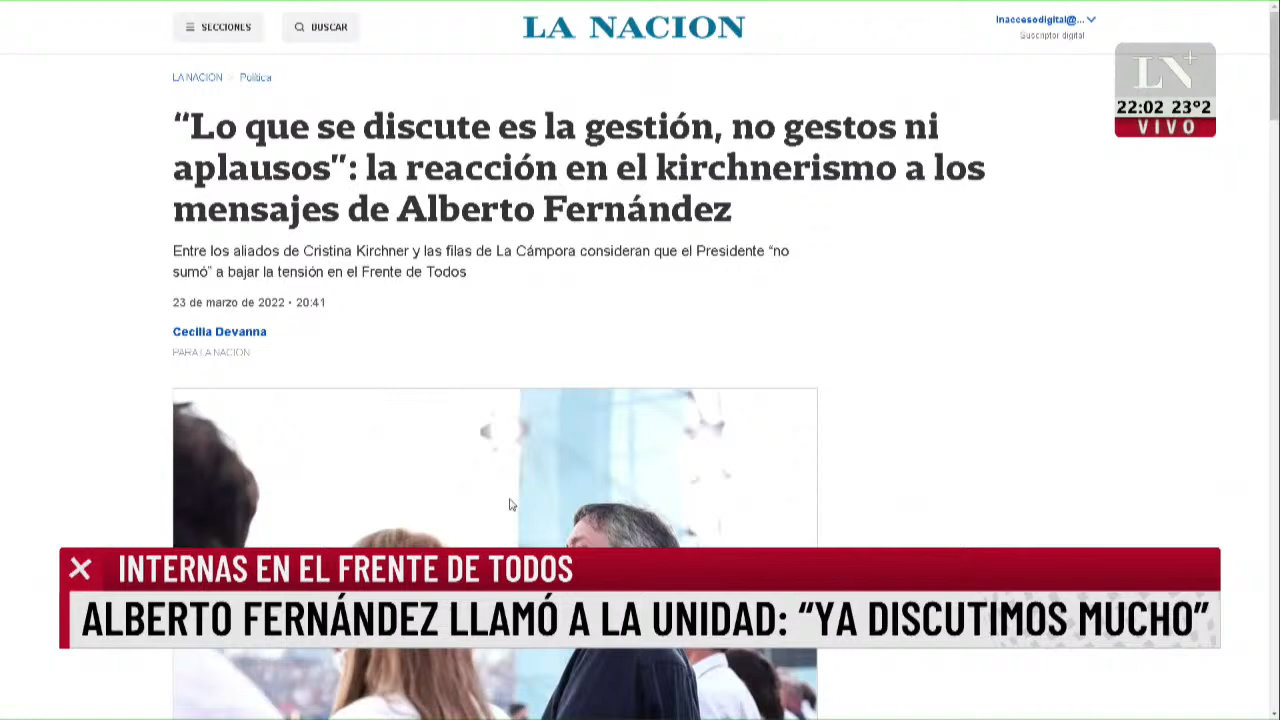 SECCIONES
BUSCAR
LA NACION
lnaccesodigital@...
Suscriptor digital
LA NACION Política
LN+
22:02 23º2
VIVO
“Lo que se discute es la gestión, no gestos ni
aplausos”: la reacción en el kirchnerismo a los
mensajes de Alberto Fernández
Entre los aliados de Cristina Kirchner y las filas de La Cámpora consideran que el Presidente “no
sumó” a bajar la tensión en el Frente de Todos
23 de marzo de 2022 • 20:41
Cecilia Devanna
PARA LA NACION
INTERNAS EN EL FRENTE DE TODOS
ALBERTO FERNÁNDEZ LLAMÓ A LA UNIDAD: “YA DISCUTIMOS MUCHO”